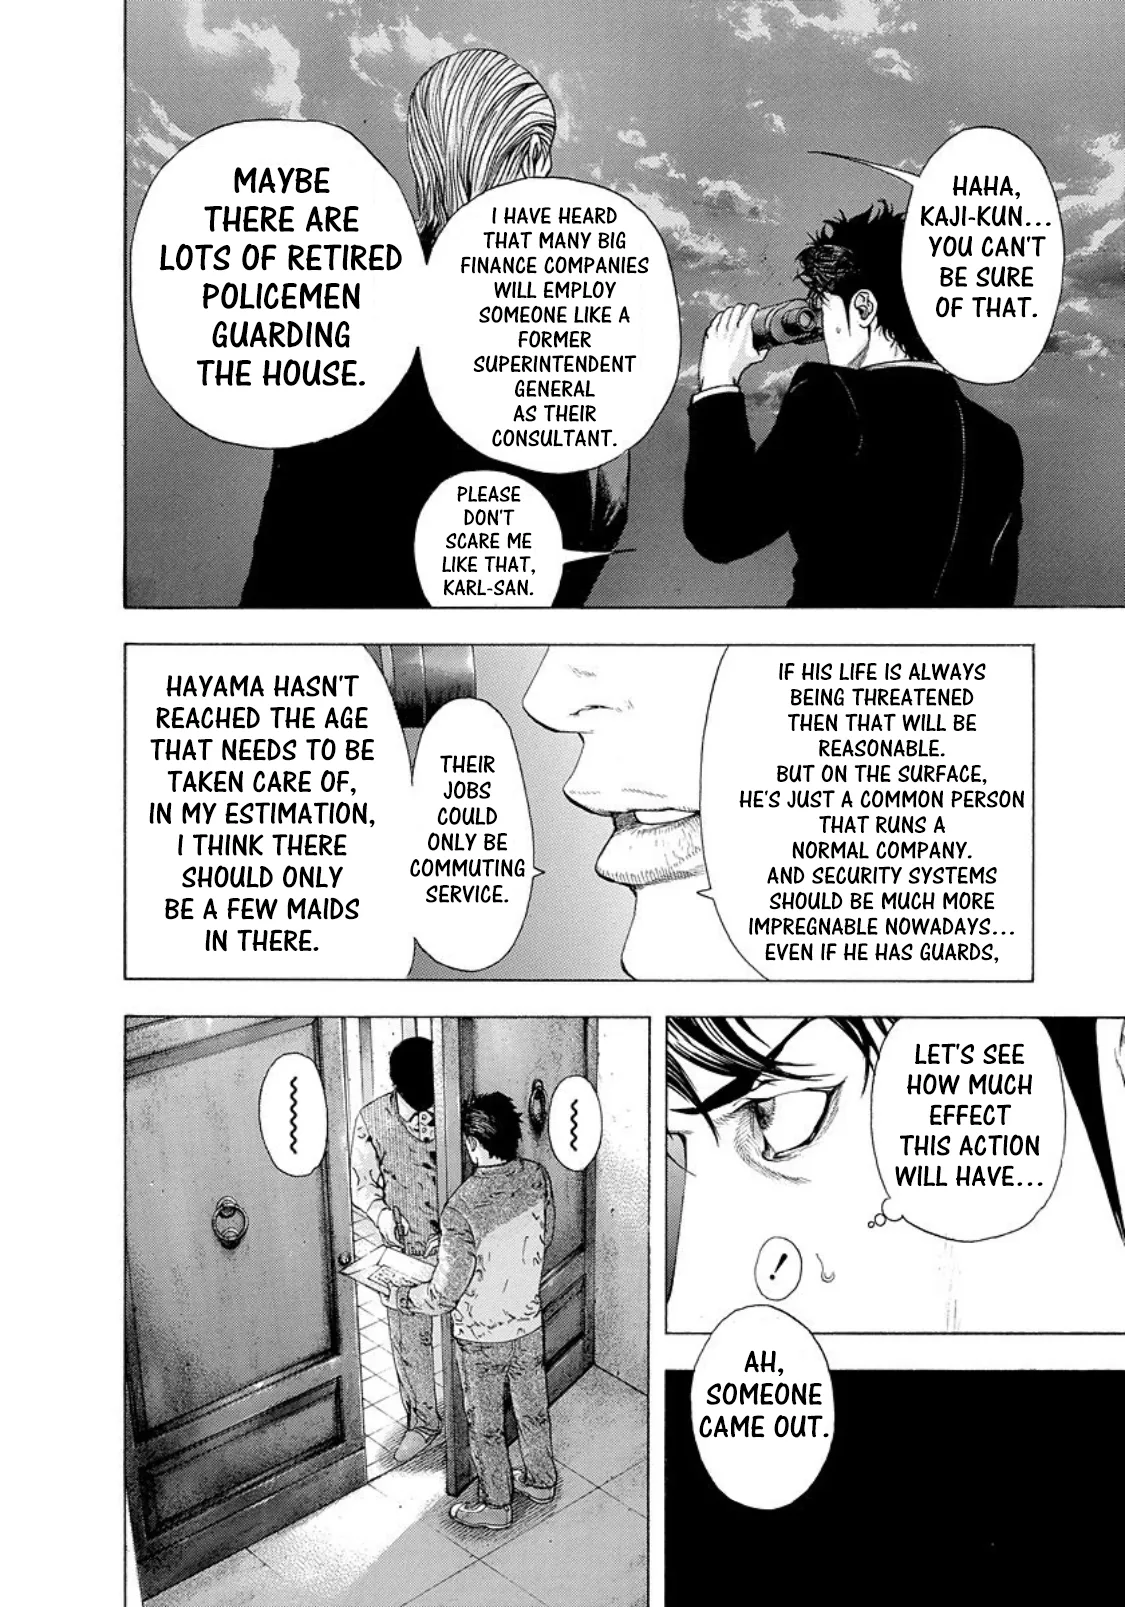 HAHA,
KAJI-KUN...
YOU CAN'T
BE SURE
OF THAT.
I HAVE HEARD
THAT MANY BIG
FINANCE COMPANIES
WILL EMPLOY
SOMEONE LIKE A
FORMER
SUPERINTENDENT
GENERAL
AS THEIR
CONSULTANT.
MAYBE
THERE ARE
LOTS OF RETIRED
POLICEMEN
GUARDING
THE HOUSE.
PLEASE
DON'T
SCARE ME
LIKE THAT,
KARL-SAN.
IF HIS LIFE IS ALWAYS
BEING THREATENED
THEN THAT WILL BE
REASONABLE.
BUT ON THE SURFACE,
HE'S JUST A COMMON PERSON
THAT RUNS A
NORMAL COMPANY.
AND SECURITY SYSTEMS
SHOULD BE MUCH MORE
IMPREGNABLE NOWADAYS...
EVEN IF HE HAS GUARDS,
THEIR
JOBS
COULD
ONLY BE
COMMUTING
SERVICE.
HAYAMA HASN'T
REACHED THE AGE
THAT NEEDS TO BE
TAKEN CARE OF,
IN MY ESTIMATION,
I THINK THERE
SHOULD ONLY
BE A FEW MAIDS
IN THERE.
LET'S SEE
HOW MUCH
EFFECT
THIS ACTION
WILL HAVE...
!
AH,
SOMEONE
CAME OUT.